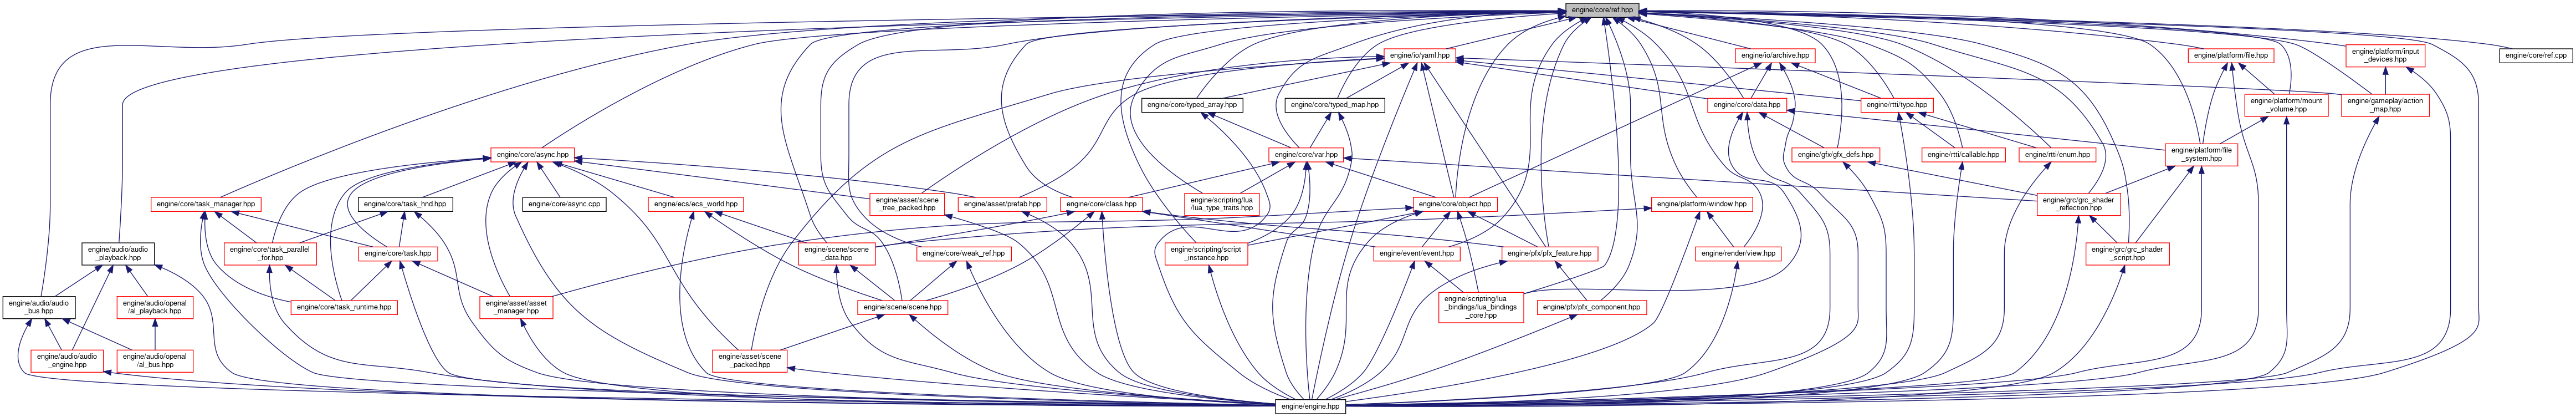 engine/core/ref.hpp
engine/io/yaml.hpp
engine/io/archive.hpp
engine/platform/file.hpp
engine/platform/input
_devices.hpp
engine/core/ref.cpp
engine/core/typed_array.hpp
engine/core/typed_map.hpp
engine/core/data.hpp
engine/rtti/type.hpp
engine/platform/mount
_volume.hpp
engine/gameplay/action
_map.hpp
engine/core/async.hpp
engine/core/var.hpp
engine/gfx/gfx_defs.hpp
engine/rtti/callable.hpp
engine/rtti/enum.hpp
engine/platform/file
_system.hpp
engine/core/task_manager.hpp
engine/core/task_hnd.hpp
engine/core/async.cpp
engine/ecs/ecs_world.hpp
engine/asset/scene
_tree_packed.hpp
engine/asset/prefab.hpp
engine/core/class.hpp
engine/scripting/lua
/lua_type_traits.hpp
engine/core/object.hpp
engine/platform/window.hpp
engine/grc/grc_shader
_reflection.hpp
engine/audio/audio
_playback.hpp
engine/core/task_parallel
_for.hpp
engine/core/task.hpp
engine/scene/scene
_data.hpp
engine/core/weak_ref.hpp
engine/scripting/script
_instance.hpp
engine/event/event.hpp
engine/pfx/pfx_feature.hpp
engine/render/view.hpp
engine/grc/grc_shader
_script.hpp
engine/audio/audio
_bus.hpp
engine/audio/openal
/al_playback.hpp
engine/core/task_runtime.hpp
engine/asset/asset
_manager.hpp
engine/scene/scene.hpp
engine/scripting/lua
_bindings/lua_bindings
_core.hpp
engine/pfx/pfx_component.hpp
engine/audio/audio
_engine.hpp
engine/audio/openal
/al_bus.hpp
engine/asset/scene
_packed.hpp
engine/engine.hpp